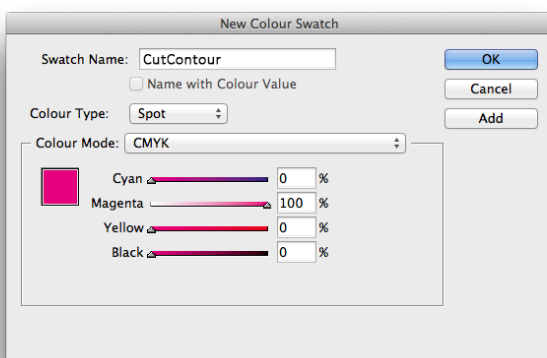 New Colour Swatch
Swatch Name: CutContour
OK
Name with Colour Value
Cancel
Colour Type: Spot
Add
Colour Mode: CMYK
Cyan 0 %
Magenta 100 %
Yellow 0 %
Black 0 %